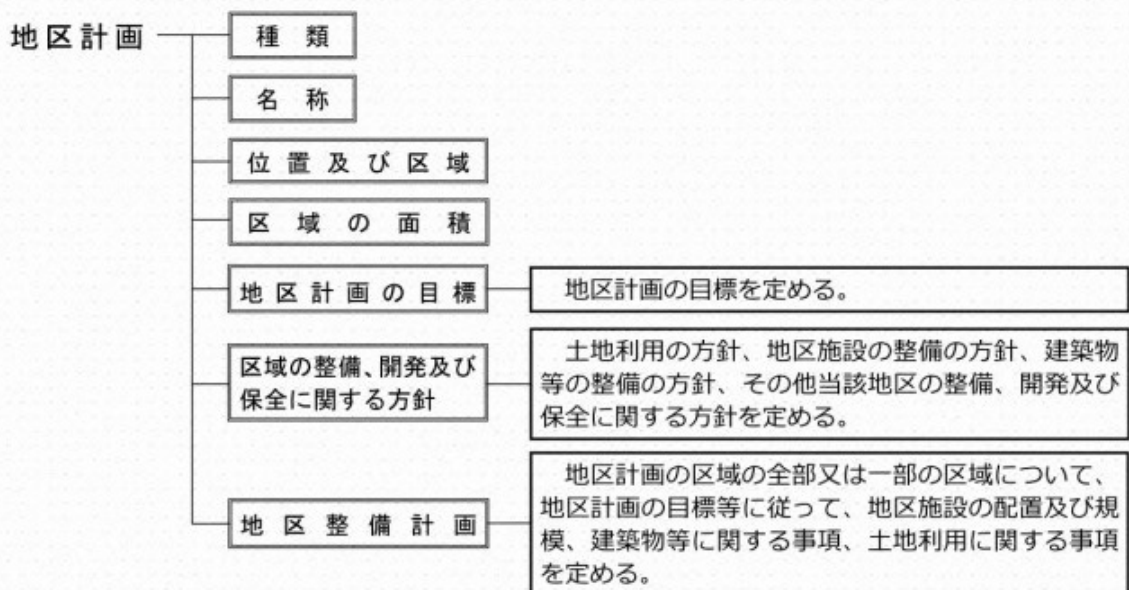 地区計画
種類
名称
位置及び区域
区域の面積
地区計画の目標
地区計画の目標を定める。
区域の整備、開発及び
保全に関する方針
土地利用の方針、地区施設の整備の方針、建築物
等の整備の方針、その他当該地区の整備、開発及び
保全に関する方針を定める。
地区整備計画
地区計画の区域の全部又は一部の区域について、
地区計画の目標等に従って、地区施設の配置及び規
模、建築物等に関する事項、土地利用に関する事項
を定める。